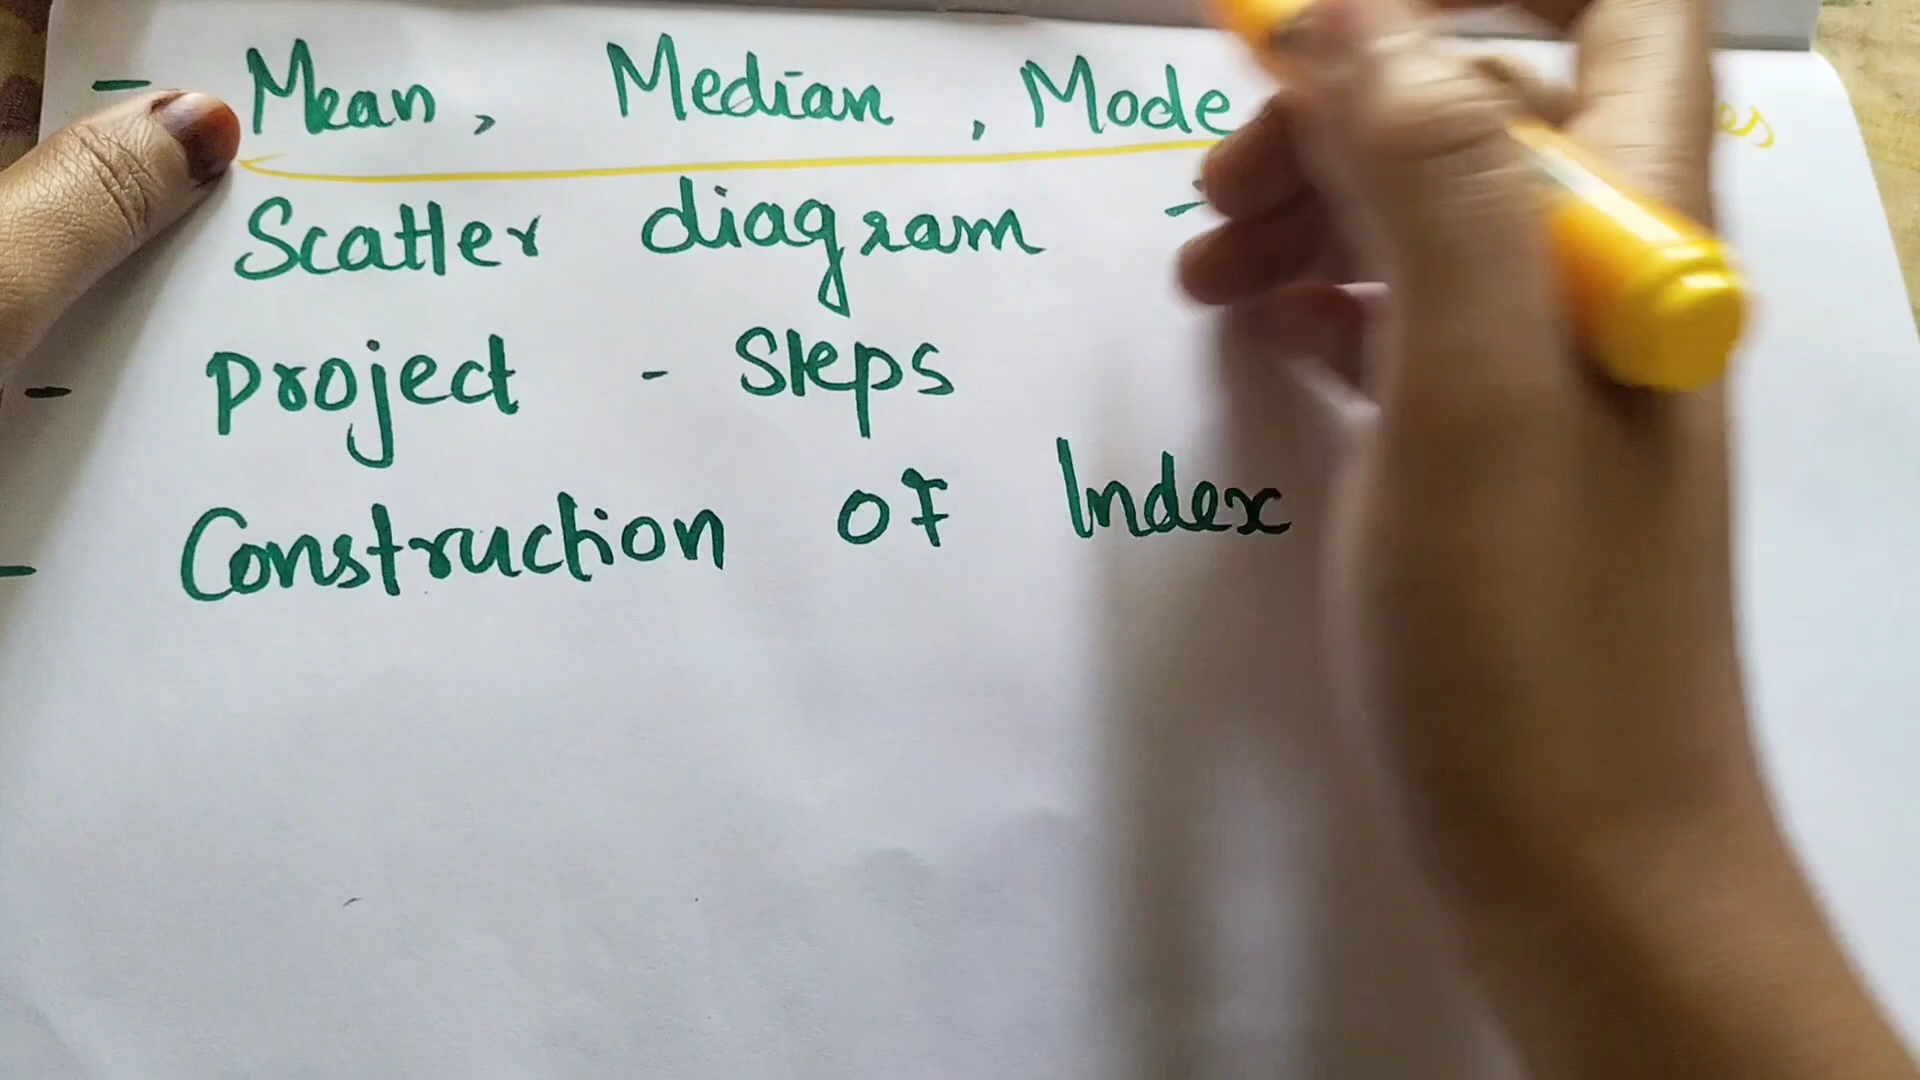 - Mean, Median, Mode
Scatter diagram -
- Project - Steps
- Construction of Index